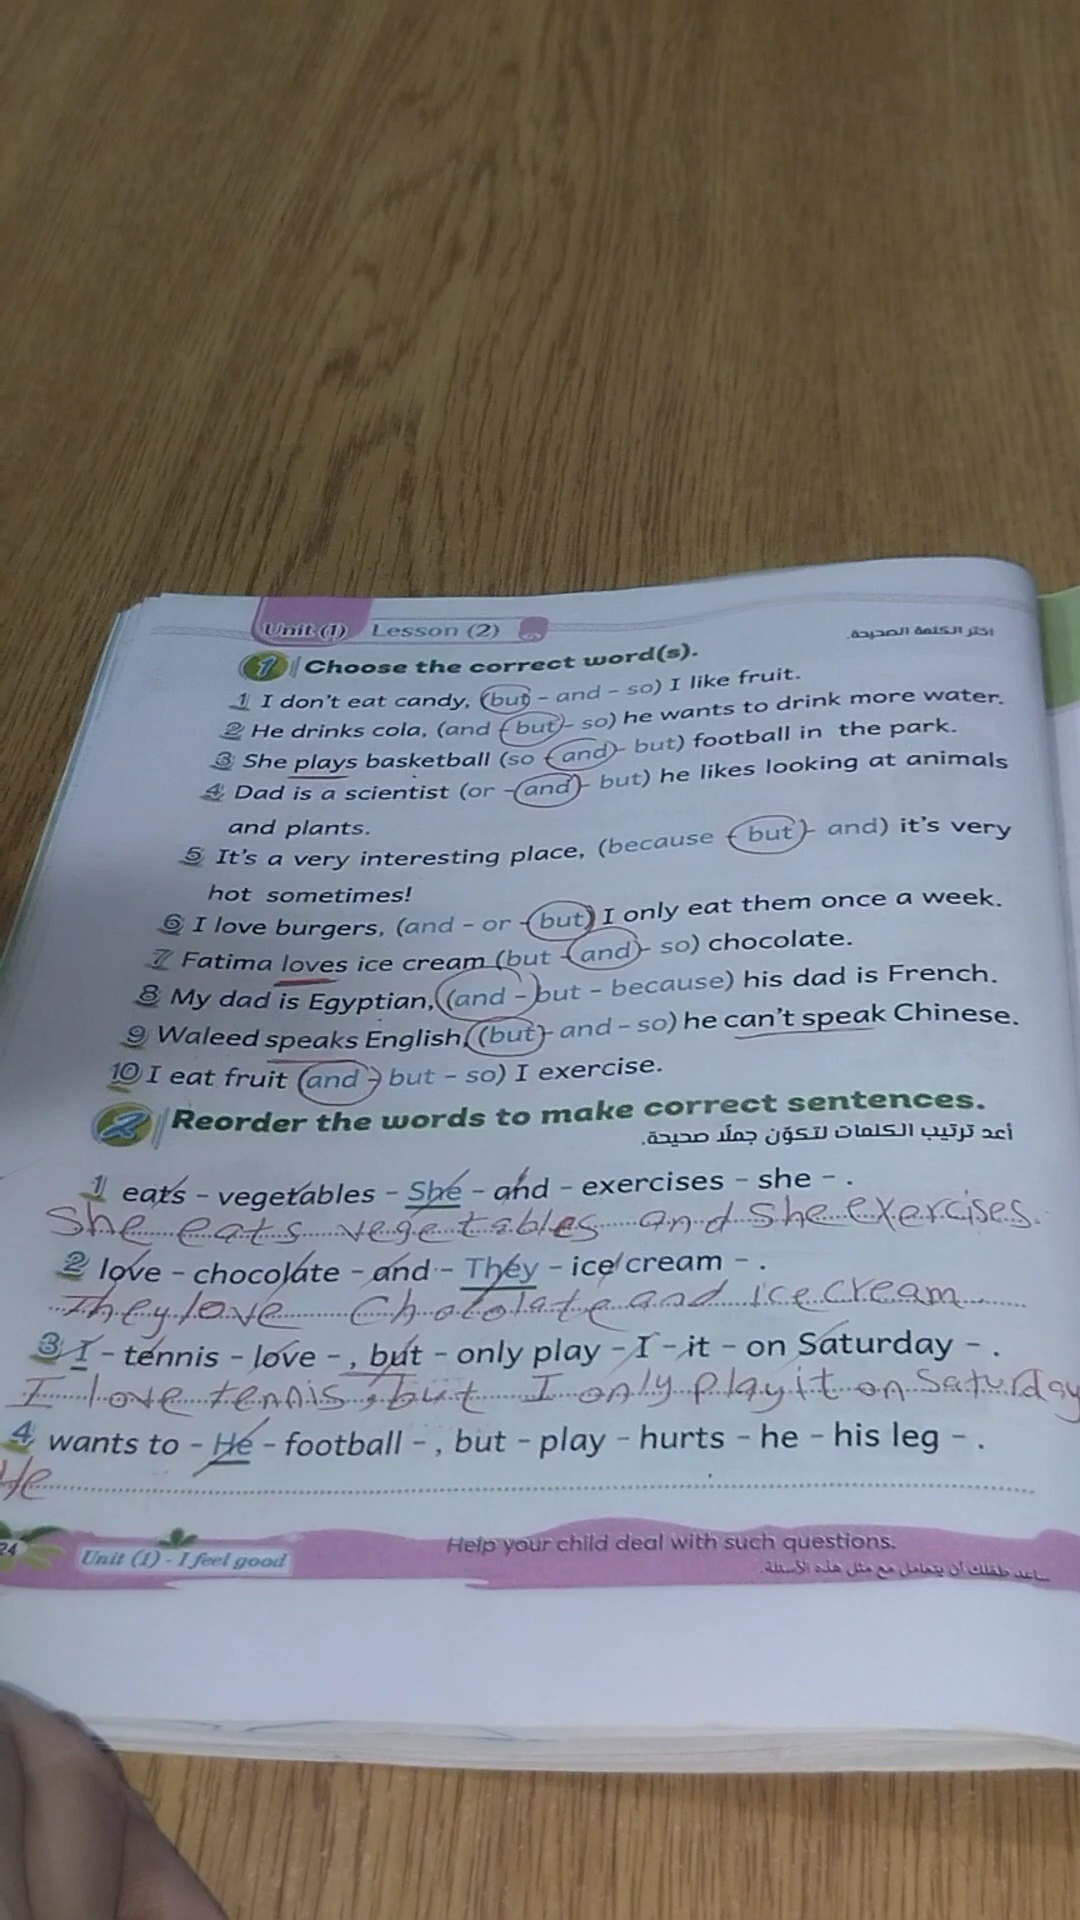 Unit (1) Lesson (2)
اختر الكلمة الصحيحة.
1 Choose the correct word(s).
1 I don't eat candy, (but - and - so) I like fruit.
2 He drinks cola, (and - but - so) he wants to drink more water.
3 She plays basketball (so - and - but) football in the park.
4 Dad is a scientist (or - and - but) he likes looking at animals
and plants.
5 It's a very interesting place, (because - but - and) it's very
hot sometimes!
6 I love burgers, (and - or - but) I only eat them once a week.
7 Fatima loves ice cream (but - and - so) chocolate.
8 My dad is Egyptian, (and - but - because) his dad is French.
9 Waleed speaks English, (but - and - so) he can't speak Chinese.
10 I eat fruit (and - but - so) I exercise.
2 Reorder the words to make correct sentences.
أعد ترتيب الكلمات لتكوّن جملًا صحيحة.
1 eats - vegetables - She - and - exercises - she - .
She eats vegetables and she exercises.
2 love - chocolate - and - They - ice cream - .
They love Chololate and ice cream
3 I - tennis - love - , but - only play - I - it - on Saturday - .
I love tennis, but I only play it on Saturday
4 wants to - He - football - , but - play - hurts - he - his leg - .
He
24 Unit (1) - I feel good
Help your child deal with such questions.
ساعد طفلك أن يتعامل مع مثل هذه الأسئلة.